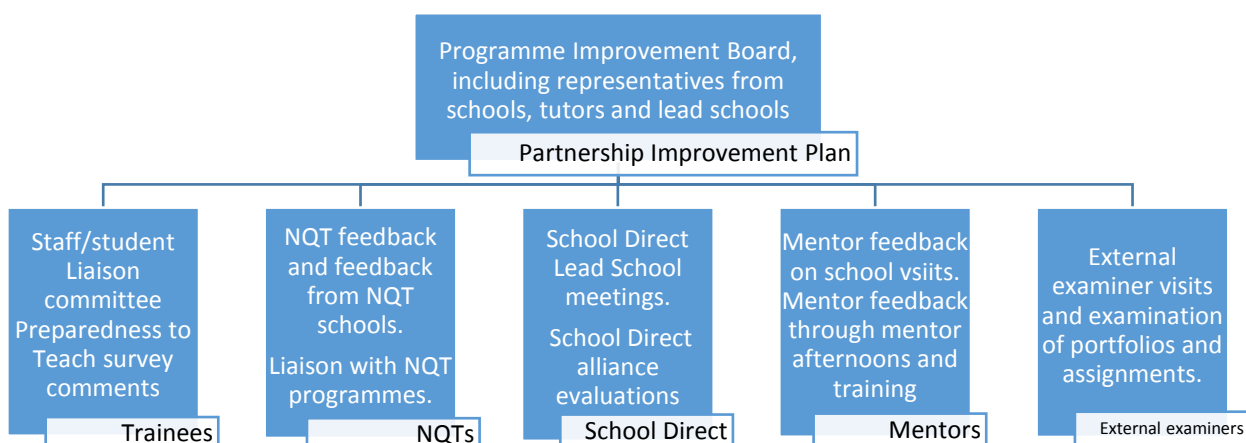 Programme Improvement Board,
including representatives from
schools, tutors and lead schools
Partnership Improvement Plan
Staff/student
Liaison
committee
Preparedness to
Teach survey
comments
Trainees
NQT feedback
and feedback
from NQT
schools.
Liaison with NQT
programmes.
NQTs
School Direct
Lead School
meetings.
School Direct
alliance
evaluations
School Direct
Mentor feedback
on school vsiits.
Mentor feedback
through mentor
afternoons and
training
Mentors
External
examiner visits
and examination
of portfolios and
assignments.
External examiners